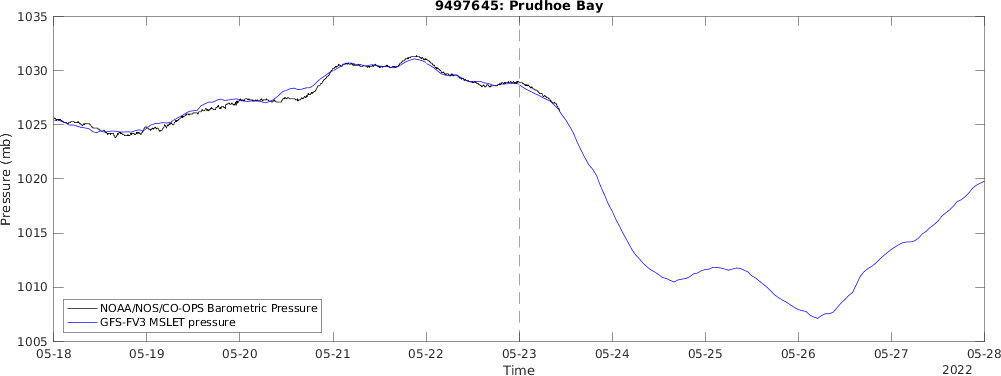 9497645: Prudhoe Bay
1035
1030
1025
1020
1015
1010
1005
Pressure (mb)
NOAA/NOS/CO-OPS Barometric Pressure
GFS-FV3 MSLET pressure
05-18 05-19 05-20 05-21 05-22 05-23 05-24 05-25 05-26 05-27 05-28
Time
2022